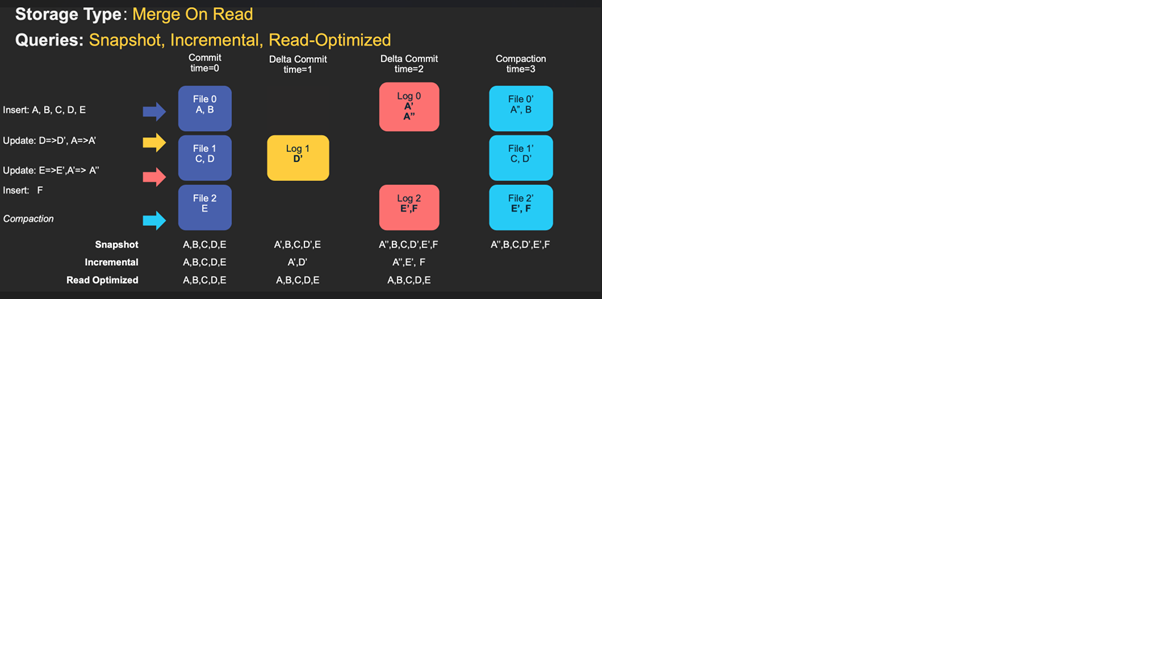 Storage Type: Merge On Read
Queries: Snapshot, Incremental, Read-Optimized
Commit
time=0
Delta Commit
time=1
Delta Commit
time=2
Compaction
time=3
Insert: A, B, C, D, E
Update: D=>D', A=>A'
Update: E=>E',A'=> A"
Insert: F
Compaction
File 0
A, B
Log 0
A'
A"
File 0'
A", B
File 1
C, D
Log 1
D'
File 1'
C, D'
File 2
E
Log 2
E',F
File 2'
E', F
Snapshot A,B,C,D,E A',B,C,D',E A",B,C,D',E',F A",B,C,D',E',F
Incremental A,B,C,D,E A',D' A",E', F
Read Optimized A,B,C,D,E A,B,C,D,E A,B,C,D,E